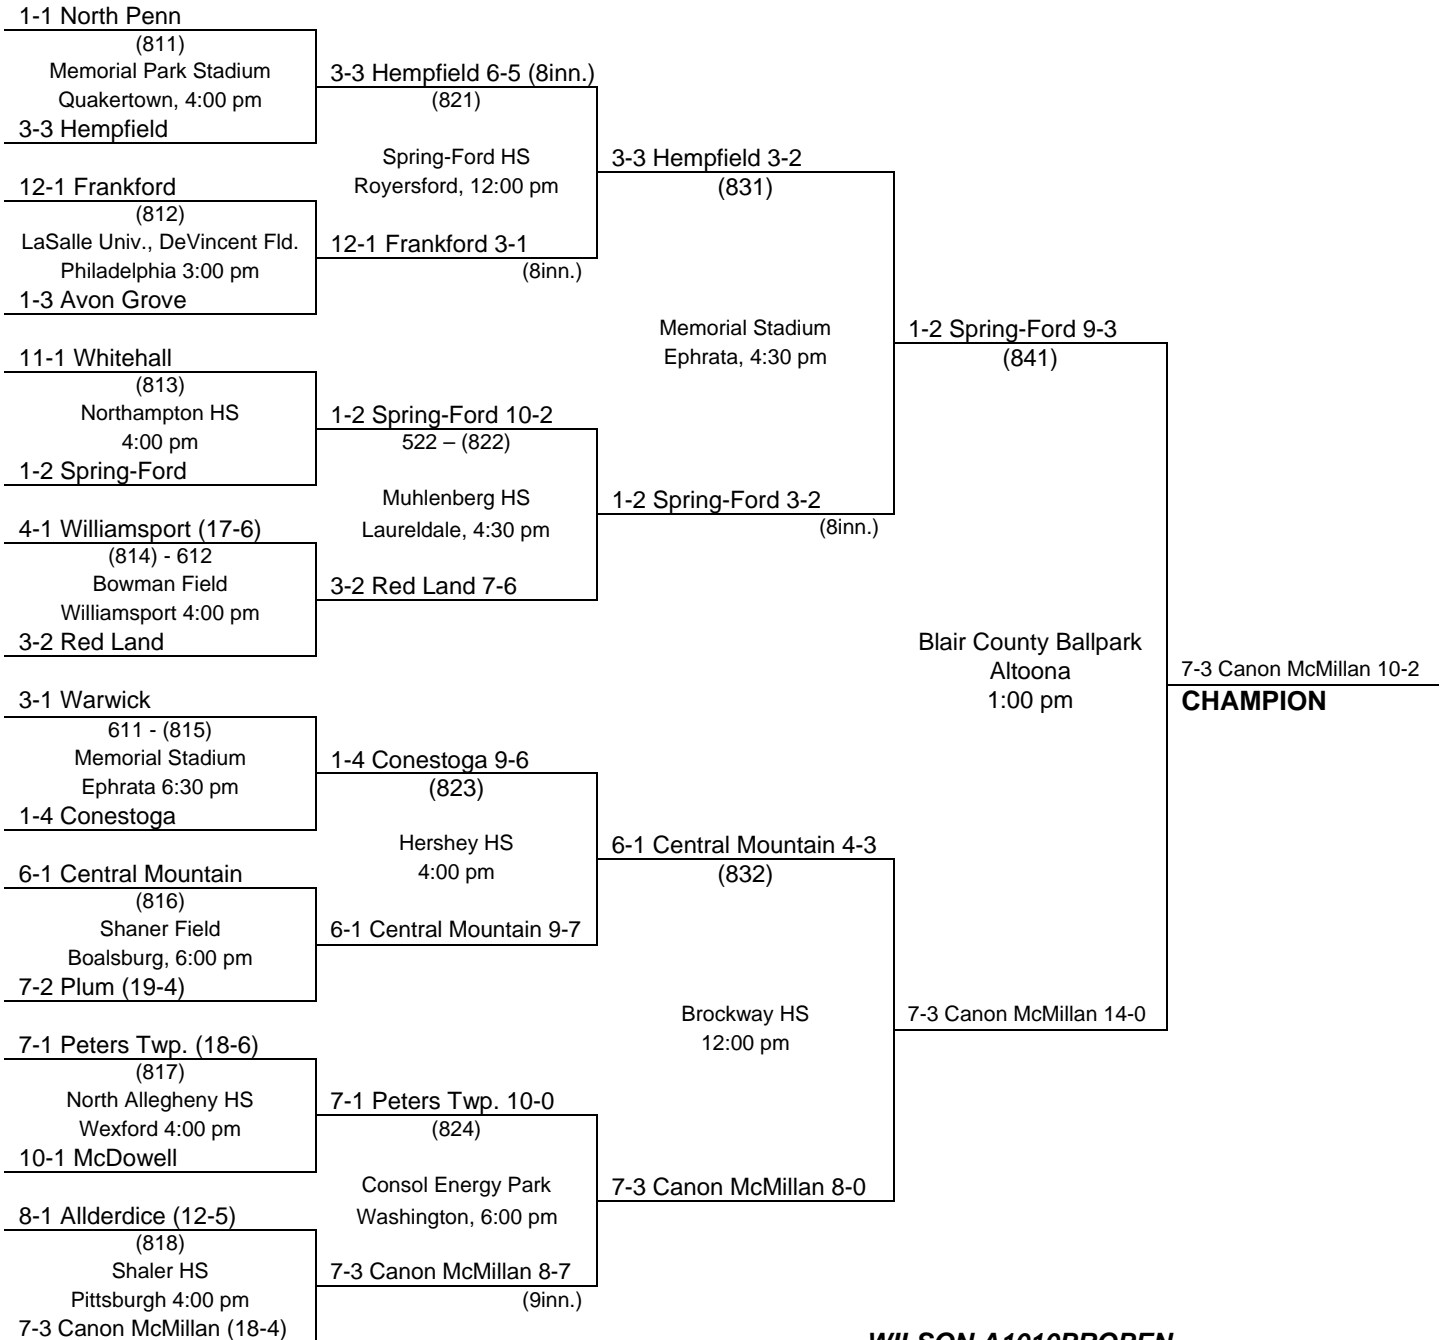 1-1 North Penn
(811)
Memorial Park Stadium
Quakertown, 4:00 pm
3-3 Hempfield
12-1 Frankford
(812)
LaSalle Univ., DeVincent Fld.
Philadelphia 3:00 pm
1-3 Avon Grove
11-1 Whitehall
(813)
Northampton HS
4:00 pm
1-2 Spring-Ford
4-1 Williamsport (17-6)
(814) - 612
Bowman Field
Williamsport 4:00 pm
3-2 Red Land
3-1 Warwick
611 - (815)
Memorial Stadium
Ephrata 6:30 pm
1-4 Conestoga
6-1 Central Mountain
(816)
Shaner Field
Boalsburg, 6:00 pm
7-2 Plum (19-4)
7-1 Peters Twp. (18-6)
(817)
North Allegheny HS
Wexford 4:00 pm
10-1 McDowell
8-1 Allderdice (12-5)
(818)
Shaler HS
Pittsburgh 4:00 pm
7-3 Canon McMillan (18-4)
3-3 Hempfield 6-5 (8inn.)
(821)
Spring-Ford HS
Royersford, 12:00 pm
12-1 Frankford 3-1
(8inn.)
1-2 Spring-Ford 10-2
522 – (822)
Muhlenberg HS
Laureldale, 4:30 pm
3-2 Red Land 7-6
1-4 Conestoga 9-6
(823)
Hershey HS
4:00 pm
6-1 Central Mountain 9-7
7-1 Peters Twp. 10-0
(824)
Consol Energy Park
Washington, 6:00 pm
7-3 Canon McMillan 8-7
(9inn.)
3-3 Hempfield 3-2
(831)
Memorial Stadium
Ephrata, 4:30 pm
1-2 Spring-Ford 3-2
(8inn.)
6-1 Central Mountain 4-3
(832)
Brockway HS
12:00 pm
7-3 Canon McMillan 8-0
1-2 Spring-Ford 9-3
(841)
Blair County Ballpark
Altoona
1:00 pm
7-3 Canon McMillan 14-0
7-3 Canon McMillan 10-2
CHAMPION